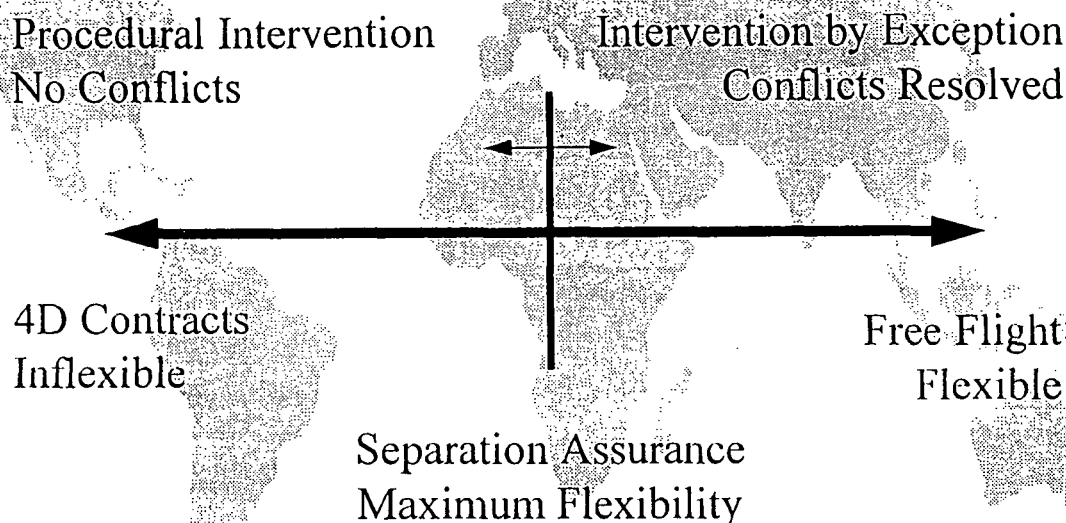 Procedural Intervention
No Conflicts
Intervention by Exception
Conflicts Resolved
4D Contracts
Inflexible
Free Flight
Flexible
Separation Assurance
Maximum Flexibility